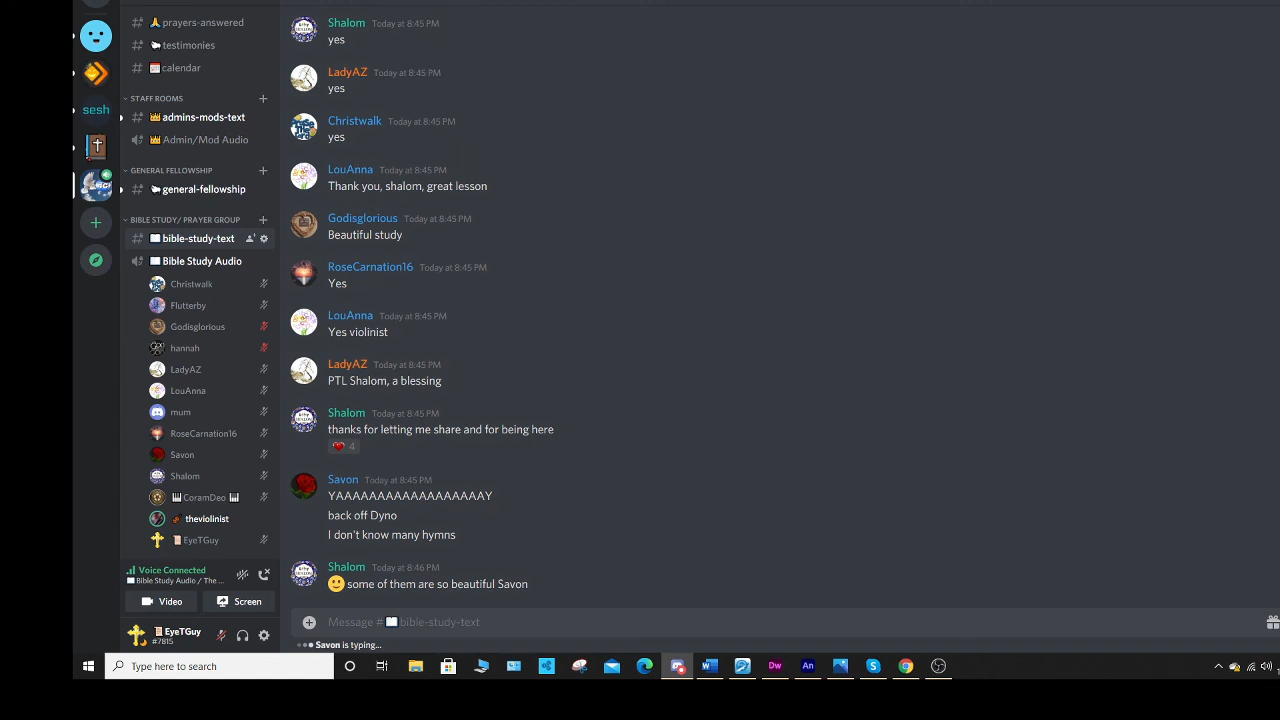 prayers-answered
testimonies
calendar
STAFF ROOMS
admins-mods-text
Admin/Mod Audio
GENERAL FELLOWSHIP
general-fellowship
BIBLE STUDY/ PRAYER GROUP
bible-study-text
Bible Study Audio
Christwalk
Flutterby
Godisglorious
hannah
LadyAZ
LouAnna
mum
RoseCarnation16
Savon
Shalom
CoramDeo
theviolinist
EyeTGuy
Voice Connected
Bible Study Audio / The ...
Video
Screen
EyeTGuy
#7815
sesh
Shalom Today at 8:45 PM
yes
LadyAZ Today at 8:45 PM
yes
Christwalk Today at 8:45 PM
yes
LouAnna Today at 8:45 PM
Thank you, shalom, great lesson
Godisglorious Today at 8:45 PM
Beautiful study
RoseCarnation16 Today at 8:45 PM
Yes
LouAnna Today at 8:45 PM
Yes violinist
LadyAZ Today at 8:45 PM
PTL Shalom, a blessing
Shalom Today at 8:45 PM
thanks for letting me share and for being here
4
Savon Today at 8:45 PM
YAAAAAAAAAAAAAAAAAAY
back off Dyno
I don't know many hymns
Shalom Today at 8:46 PM
some of them are so beautiful Savon
Message # bible-study-text
Savon is typing...
Type here to search
Dw
An